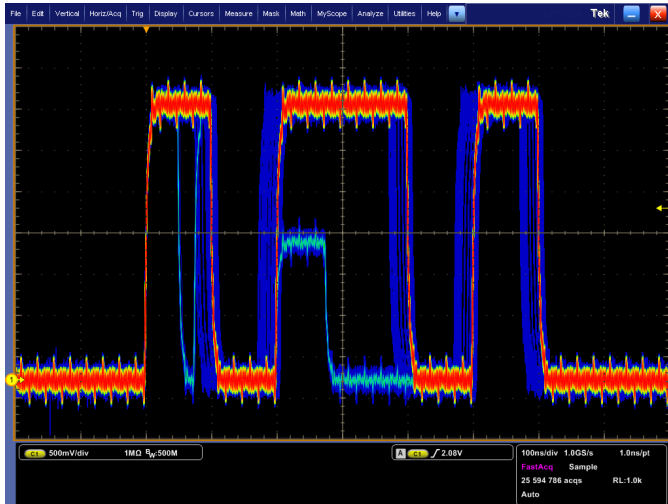 File Edit Vertical Horiz/Acq Trig Display Cursors Measure Mask Math MyScope Analyze Utilities Help Tek X
1
C1 500mV/div 1MΩ BW:500M
A C1 2.08V
100ns/div 1.0GS/s 1.0ns/pt
FastAcq Sample
25 594 786 acqs RL:1.0k
Auto